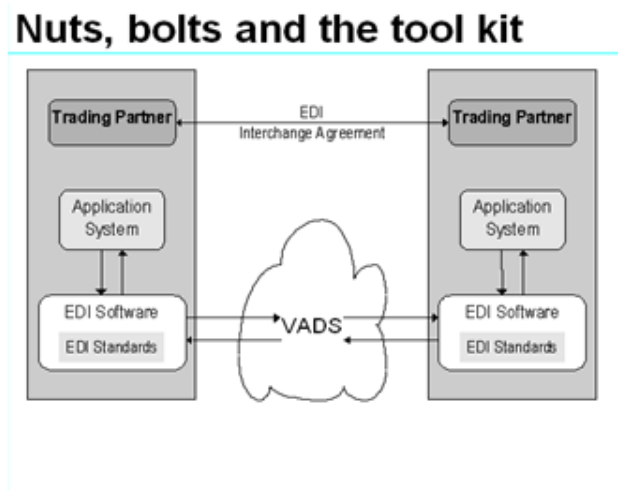 Nuts, bolts and the tool kit
Trading Partner
EDI
Interchange Agreement
Trading Partner
Application
System
Application
System
EDI Software
EDI Standards
VADS
EDI Software
EDI Standards